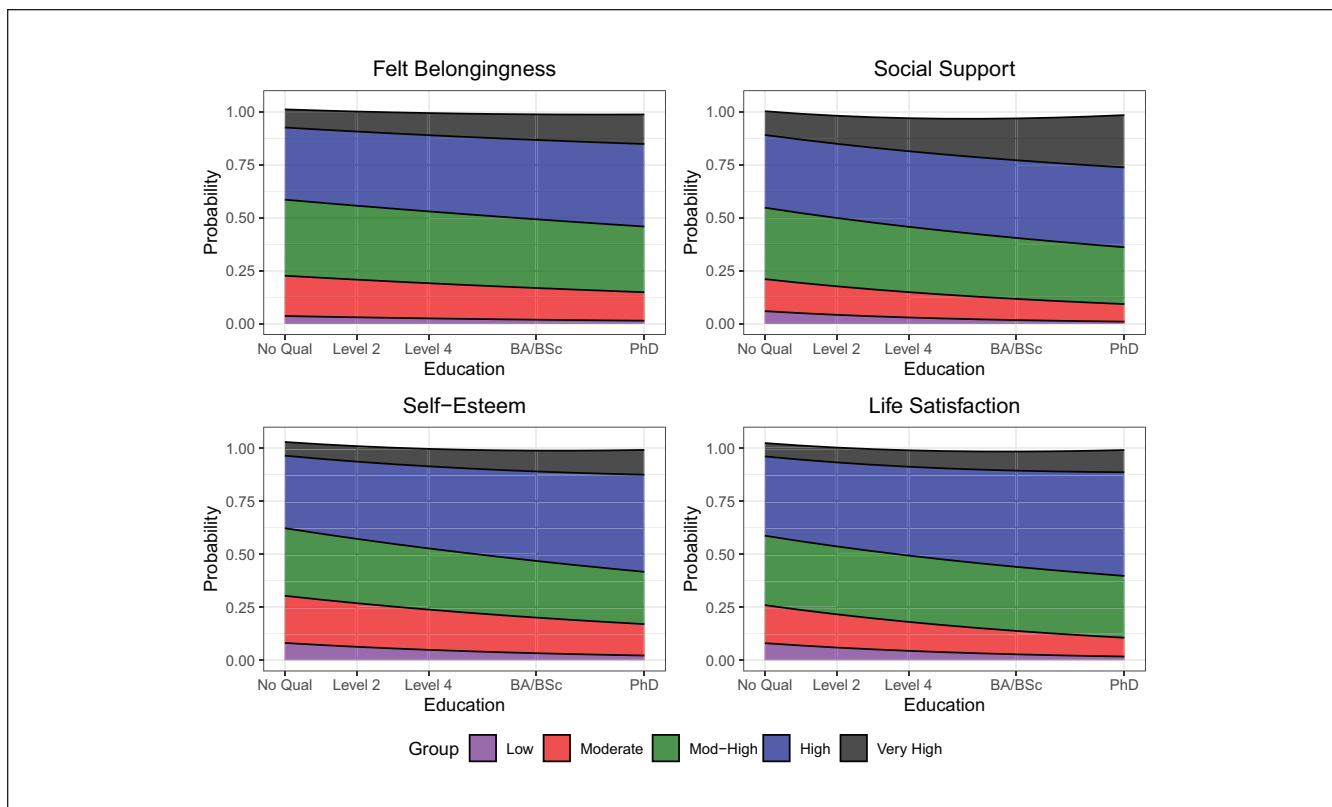 Felt Belongingness
Probability
1.00
0.75
0.50
0.25
0.00
No Qual Level 2 Level 4 BA/BSc PhD
Education
Social Support
Probability
1.00
0.75
0.50
0.25
0.00
No Qual Level 2 Level 4 BA/BSc PhD
Education
Self−Esteem
Probability
1.00
0.75
0.50
0.25
0.00
No Qual Level 2 Level 4 BA/BSc PhD
Education
Life Satisfaction
Probability
1.00
0.75
0.50
0.25
0.00
No Qual Level 2 Level 4 BA/BSc PhD
Education
Group Low Moderate Mod−High High Very High